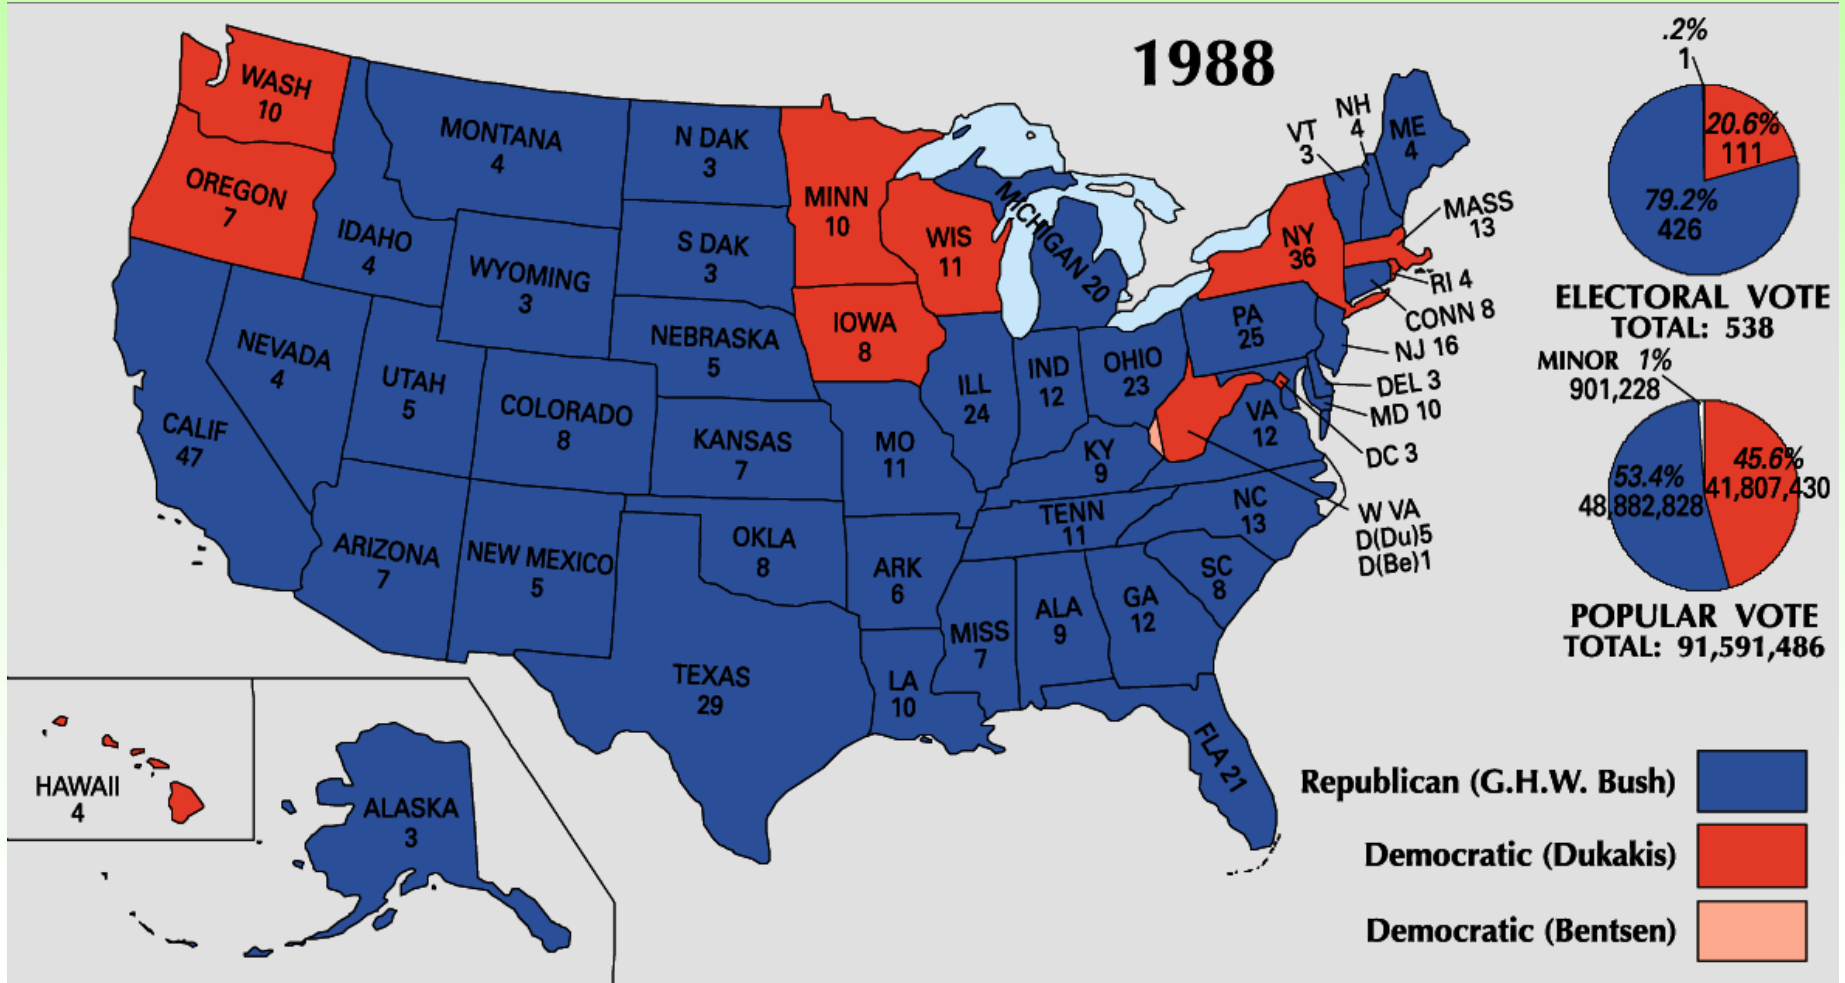 1988
WASH
10
OREGON
7
MONTANA
4
IDAHO
4
WYOMING
3
N DAK
3
S DAK
3
NEBRASKA
5
MINN
10
WIS
11
IOWA
8
MICHIGAN 20
NEVADA
4
UTAH
5
COLORADO
8
KANSAS
7
CALIF
47
ARIZONA
7
NEW MEXICO
5
OKLA
8
TEXAS
29
MO
11
ARK
6
LA
10
ILL
24
IND
12
OHIO
23
KY
9
TENN
11
MISS
7
ALA
9
GA
12
FLA 21
SC
8
NC
13
VA
12
PA
25
NY
36
VT
3
NH
4
ME
4
MASS
13
RI 4
CONN 8
NJ 16
DEL 3
MD 10
DC 3
W VA
D(Du)5
D(Be)1
HAWAII
4
ALASKA
3
.2%
1
20.6%
111
79.2%
426
ELECTORAL VOTE
TOTAL: 538
MINOR 1%
901,228
45.6%
41,807,430
53.4%
48,882,828
POPULAR VOTE
TOTAL: 91,591,486
Republican (G.H.W. Bush)
Democratic (Dukakis)
Democratic (Bentsen)